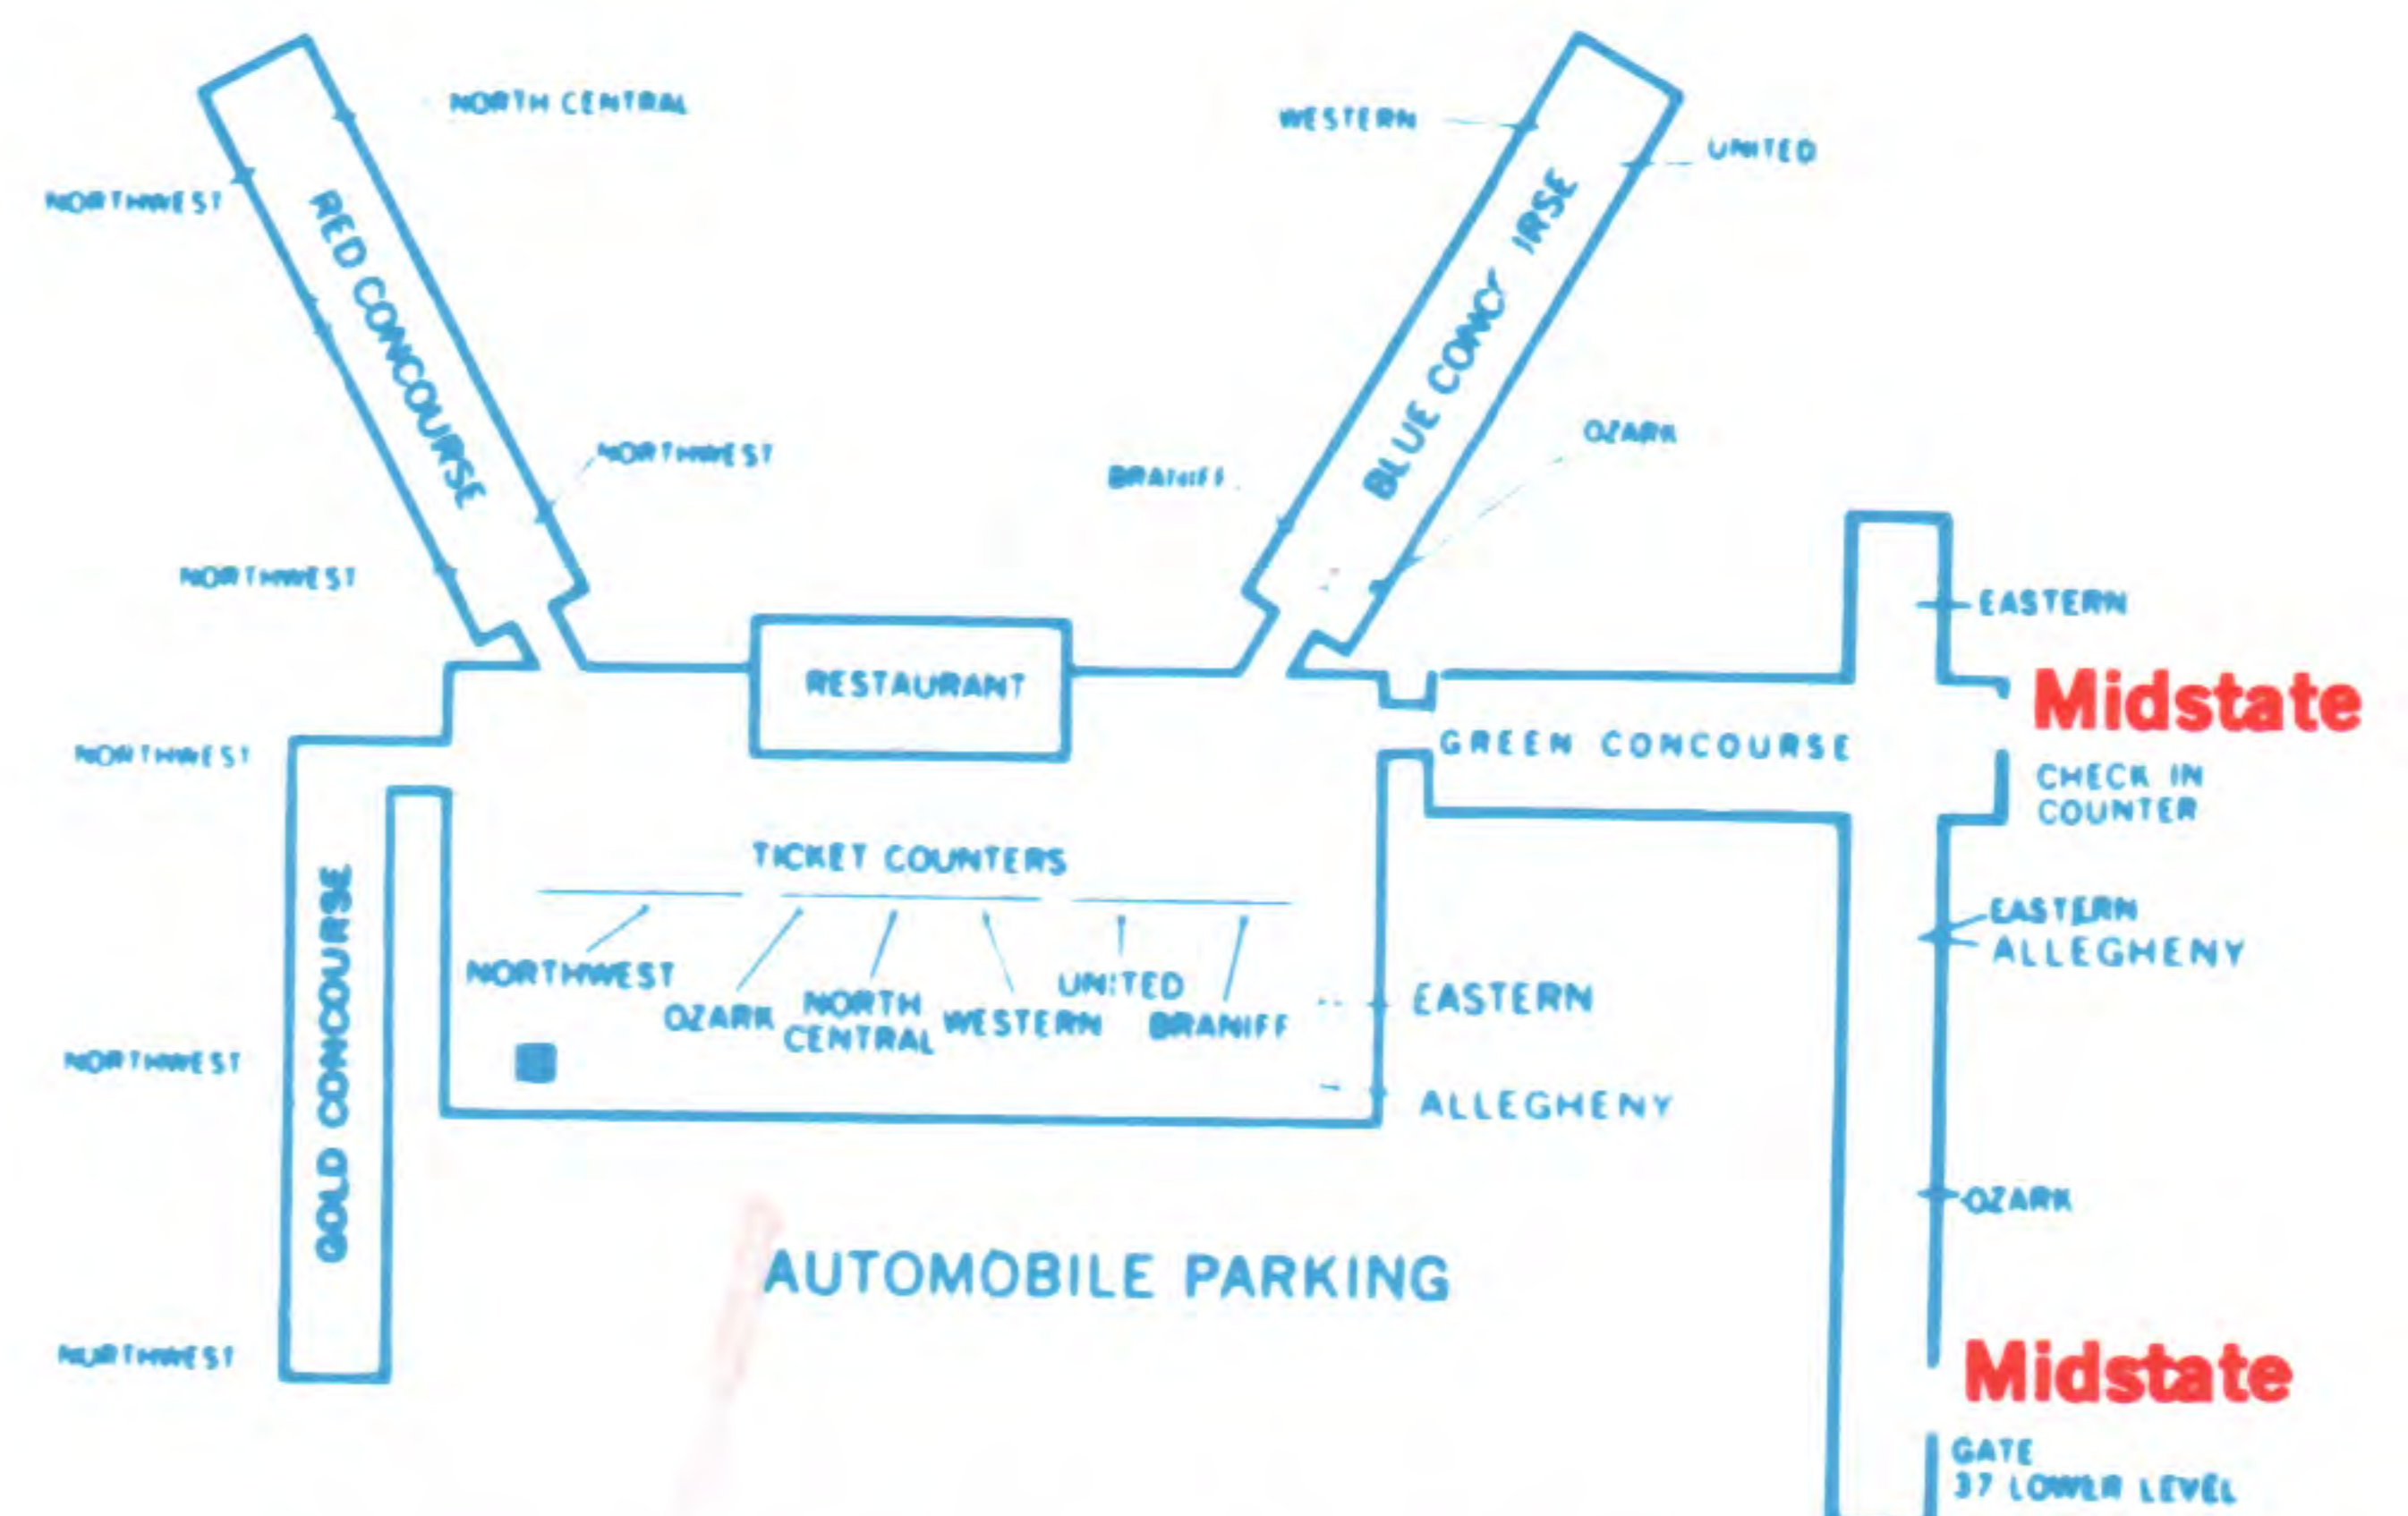 NORTH CENTRAL
WESTERN
UNITED
NORTHWEST
RED CONCOURSE
BLUE CONC IRSE
OZARK
NORTHWEST
BRANIFF
NORTHWEST
EASTERN
RESTAURANT
Midstate
GREEN CONCOURSE
NORTHWEST
CHECK IN
COUNTER
TICKET COUNTERS
EASTERN
ALLEGHENY
NORTHWEST
OZARK
NORTH
CENTRAL
WESTERN
UNITED
BRANIFF
EASTERN
GOLD CONCOURSE
NORTHWEST
ALLEGHENY
OZARK
AUTOMOBILE PARKING
NORTHWEST
Midstate
GATE
37 LOWER LEVEL